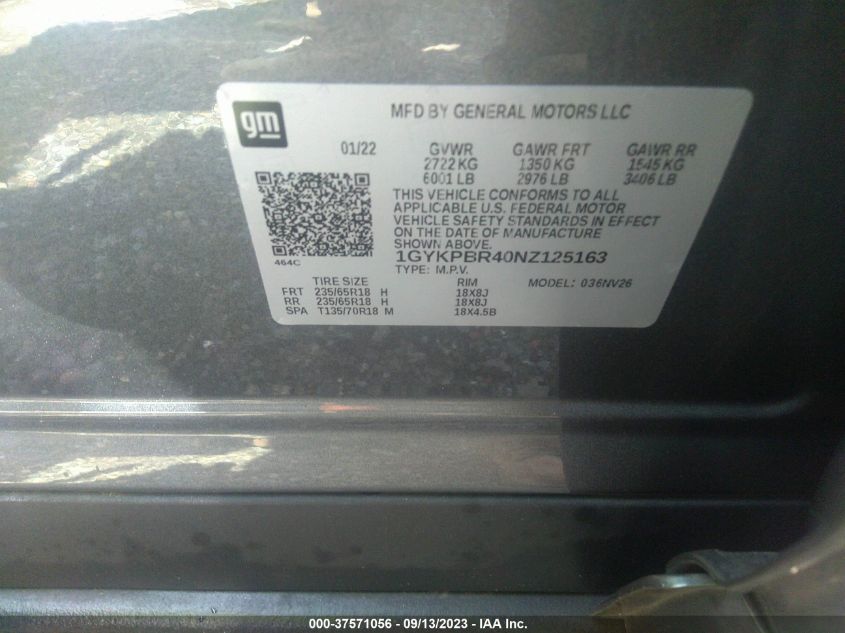 gm
MFD BY GENERAL MOTORS LLC
01/22 GVWR GAWR FRT GAWR RR
2722 KG 1350 KG 1545 KG
6001 LB 2976 LB 3406 LB
THIS VEHICLE CONFORMS TO ALL
APPLICABLE U.S. FEDERAL MOTOR
VEHICLE SAFETY STANDARDS IN EFFECT
ON THE DATE OF MANUFACTURE
SHOWN ABOVE.
464C
1GYKPBR40NZ125163
TYPE: M.P.V.
TIRE SIZE RIM MODEL: 036NV26
FRT 235/65R18 H 18X8J
RR 235/65R18 H 18X8J
SPA T135/70R18 M 18X4.5B
000-37571056 - 09/13/2023 - IAA Inc.